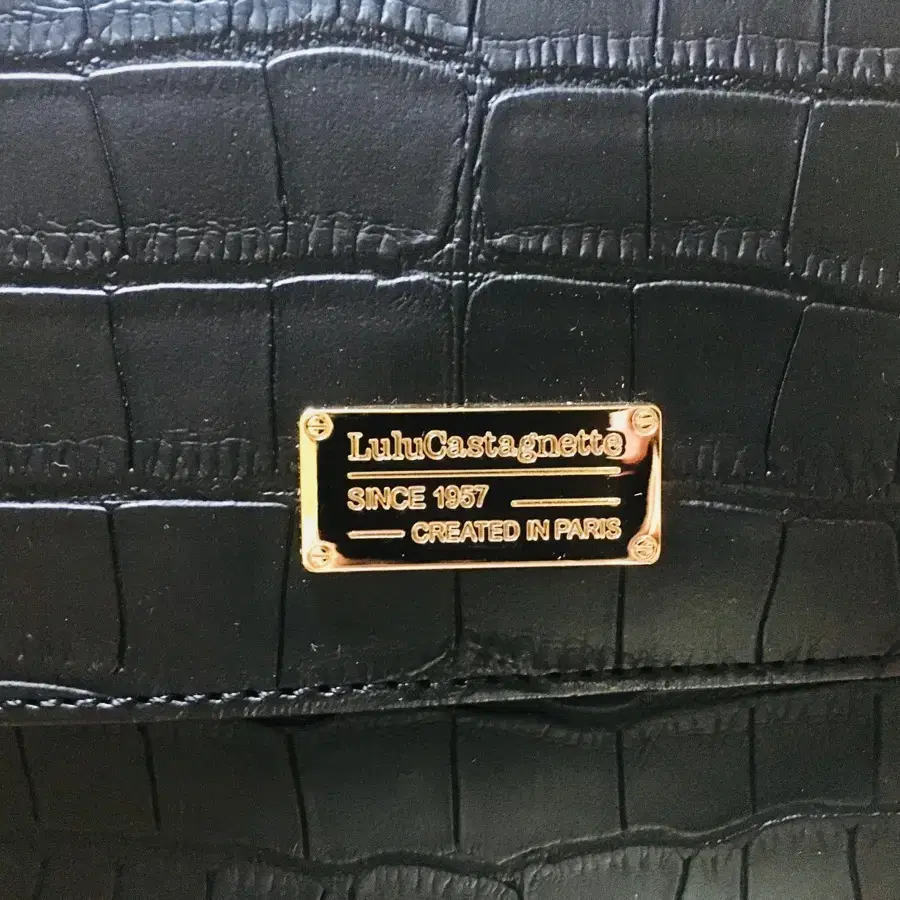 LuluCastagnette
SINCE 1957
CREATED IN PARIS